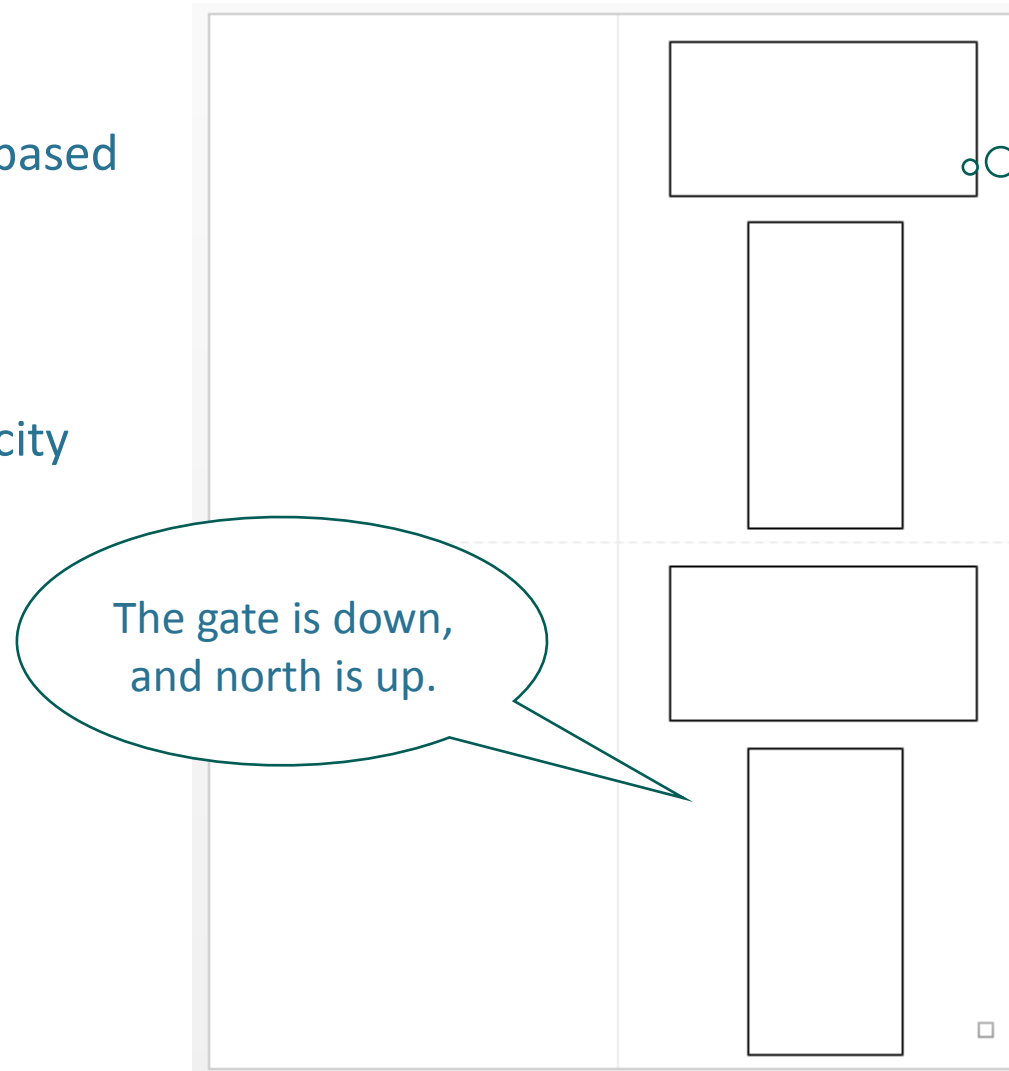 based
city
The gate is down,
and north is up.